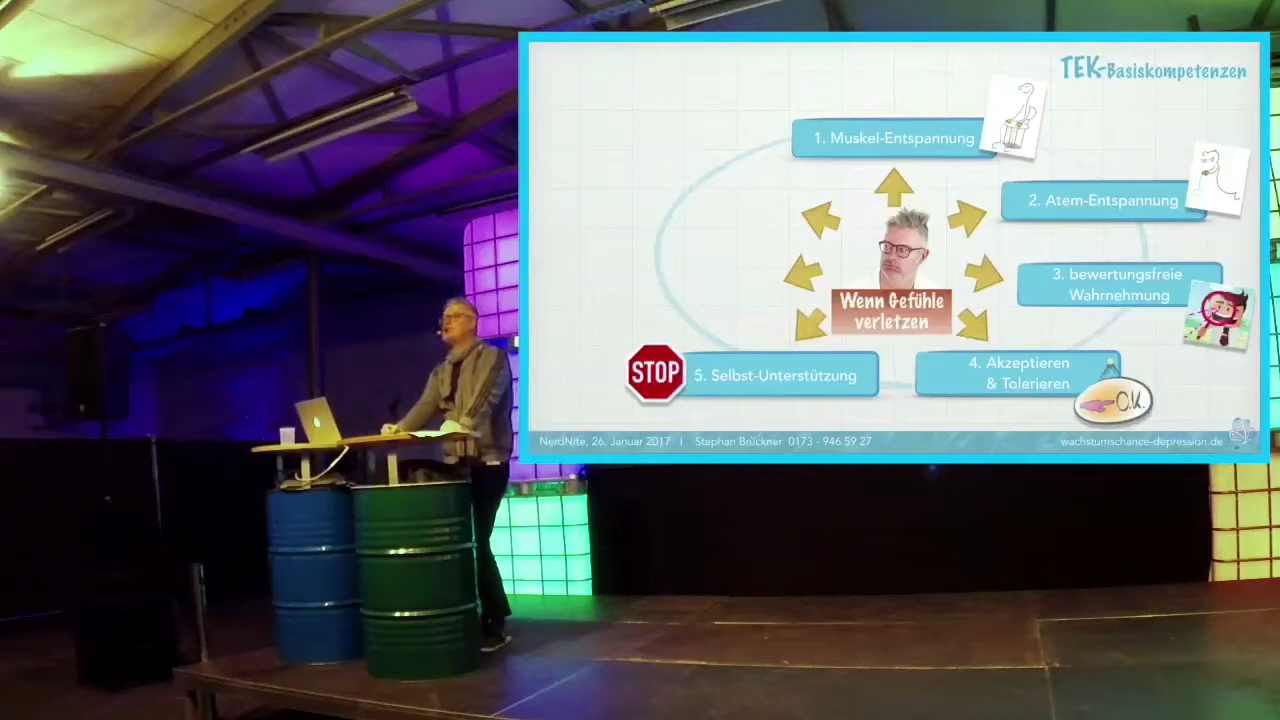 TEK-Basiskompetenzen
1. Muskel-Entspannung
2. Atem-Entspannung
3. bewertungsfreie
Wahrnehmung
Wenn Gefühle
verletzen
4. Akzeptieren
& Tolerieren
O.K.
STOP
5. Selbst-Unterstützung
NerdNite, 26. Januar 2017 | Stephan Brückner 0173 - 946 59 27
wachstumschance-depression.de